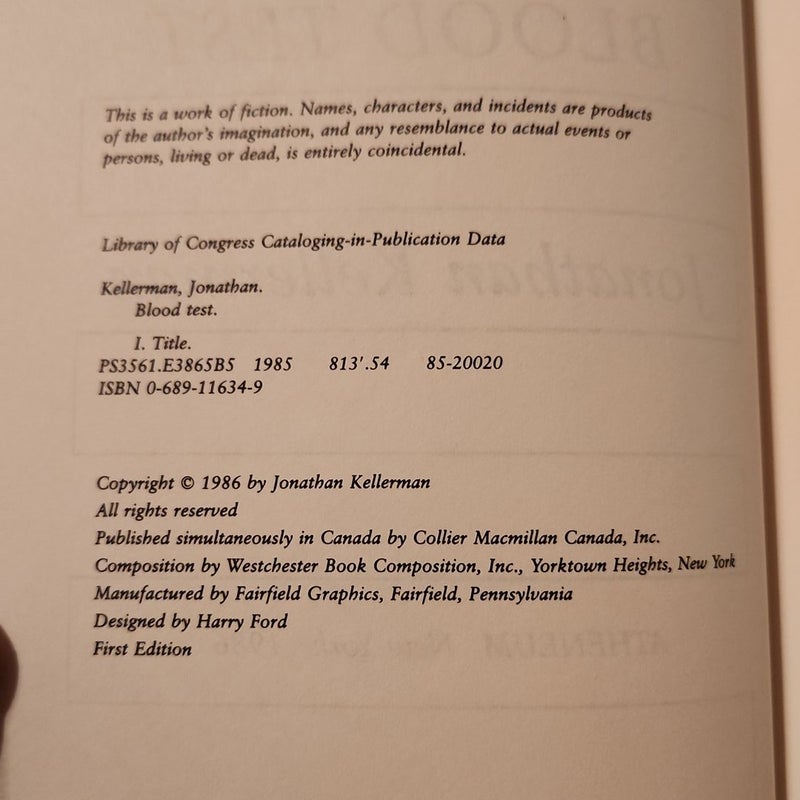 This is a work of fiction. Names, characters, and incidents are products
of the author's imagination, and any resemblance to actual events or
persons, living or dead, is entirely coincidental.
Library of Congress Cataloging-in-Publication Data
Kellerman, Jonathan.
Blood test.
I. Title.
PS3561.E3865B5 1985 813'.54 85-20020
ISBN 0-689-11634-9
Copyright © 1986 by Jonathan Kellerman
All rights reserved
Published simultaneously in Canada by Collier Macmillan Canada, Inc.
Composition by Westchester Book Composition, Inc., Yorktown Heights, New York
Manufactured by Fairfield Graphics, Fairfield, Pennsylvania
Designed by Harry Ford
First Edition